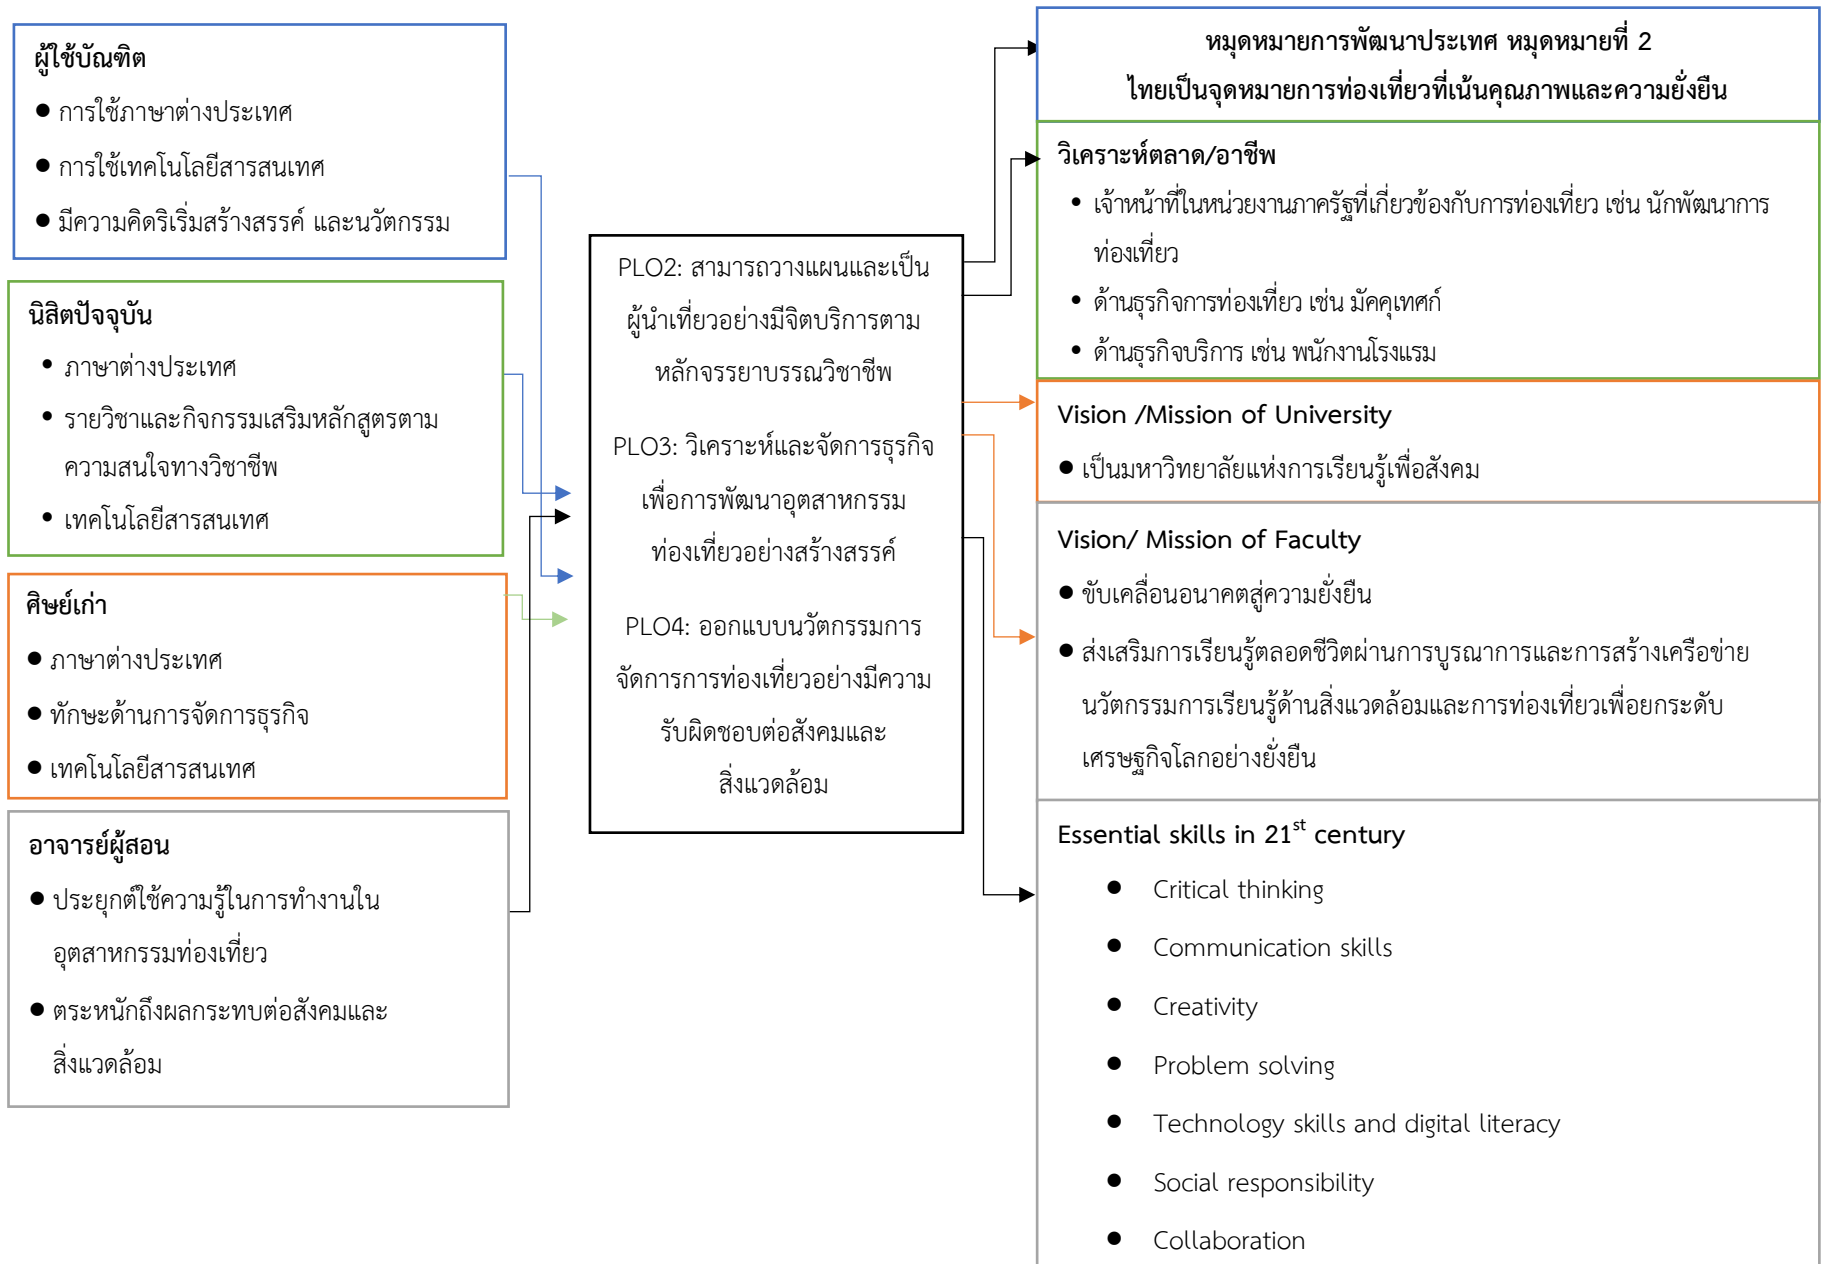 ผู้ใช้บัณฑิต
● การใช้ภาษาต่างประเทศ
● การใช้เทคโนโลยีสารสนเทศ
● มีความคิดริเริ่มสร้างสรรค์ และนวัตกรรม
นิสิตปัจจุบัน
• ภาษาต่างประเทศ
• รายวิชาและกิจกรรมเสริมหลักสูตรตาม
ความสนใจทางวิชาชีพ
• เทคโนโลยีสารสนเทศ
ศิษย์เก่า
● ภาษาต่างประเทศ
● ทักษะด้านการจัดการธุรกิจ
● เทคโนโลยีสารสนเทศ
อาจารย์ผู้สอน
● ประยุกต์ใช้ความรู้ในการทำงานใน
อุตสาหกรรมท่องเที่ยว
● ตระหนักถึงผลกระทบต่อสังคมและ
สิ่งแวดล้อม
PLO2: สามารถวางแผนและเป็น
ผู้นำเที่ยวอย่างมีจิตบริการตาม
หลักจรรยาบรรณวิชาชีพ
PLO3: วิเคราะห์และจัดการธุรกิจ
เพื่อการพัฒนาอุตสาหกรรม
ท่องเที่ยวอย่างสร้างสรรค์
PLO4: ออกแบบนวัตกรรมการ
จัดการการท่องเที่ยวอย่างมีความ
รับผิดชอบต่อสังคมและ
สิ่งแวดล้อม
หมุดหมายการพัฒนาประเทศ หมุดหมายที่ 2
ไทยเป็นจุดหมายการท่องเที่ยวที่เน้นคุณภาพและความยั่งยืน
วิเคราะห์ตลาด/อาชีพ
• เจ้าหน้าที่ในหน่วยงานภาครัฐที่เกี่ยวข้องกับการท่องเที่ยว เช่น นักพัฒนาการ
ท่องเที่ยว
• ด้านธุรกิจการท่องเที่ยว เช่น มัคคุเทศก์
• ด้านธุรกิจบริการ เช่น พนักงานโรงแรม
Vision /Mission of University
● เป็นมหาวิทยาลัยแห่งการเรียนรู้เพื่อสังคม
Vision/ Mission of Faculty
● ขับเคลื่อนอนาคตสู่ความยั่งยืน
● ส่งเสริมการเรียนรู้ตลอดชีวิตผ่านการบูรณาการและการสร้างเครือข่าย
นวัตกรรมการเรียนรู้ด้านสิ่งแวดล้อมและการท่องเที่ยวเพื่อยกระดับ
เศรษฐกิจโลกอย่างยั่งยืน
Essential skills in 21st century
● Critical thinking
● Communication skills
● Creativity
● Problem solving
● Technology skills and digital literacy
● Social responsibility
● Collaboration